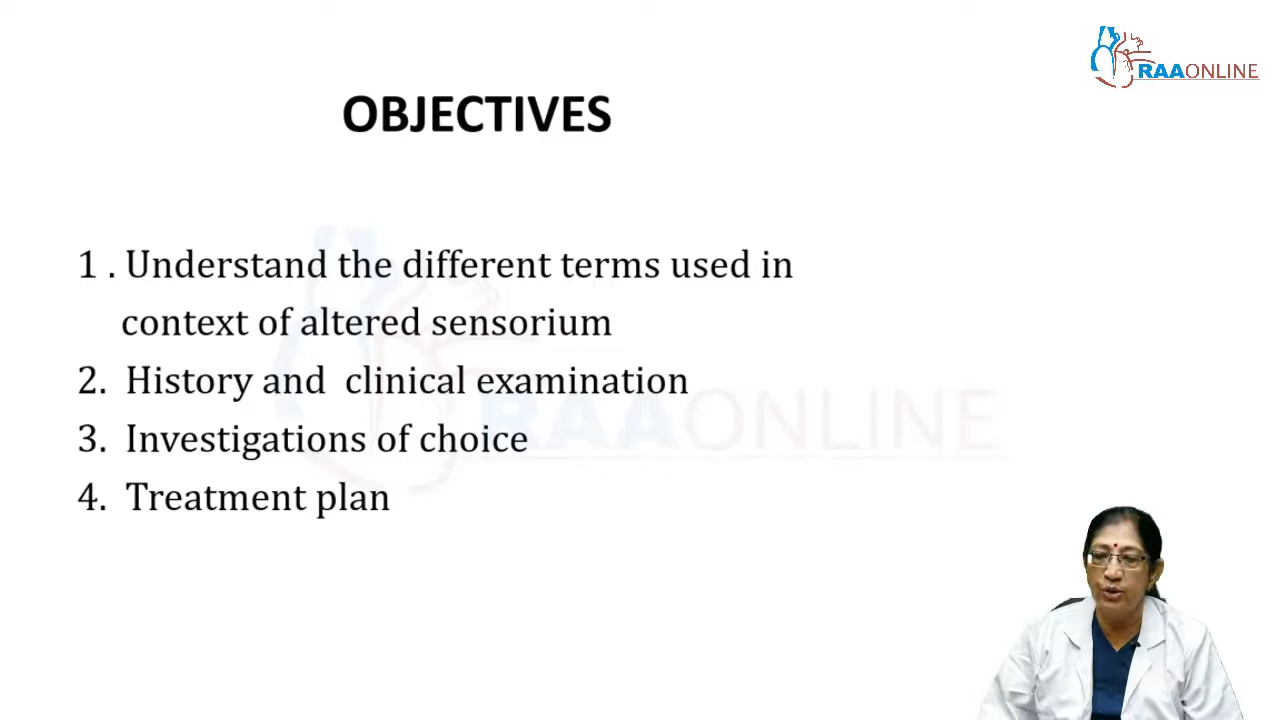 RAAONLINE
OBJECTIVES
1 . Understand the different terms used in
context of altered sensorium
2. History and clinical examination
3. Investigations of choice
4. Treatment plan
RAAONLINE